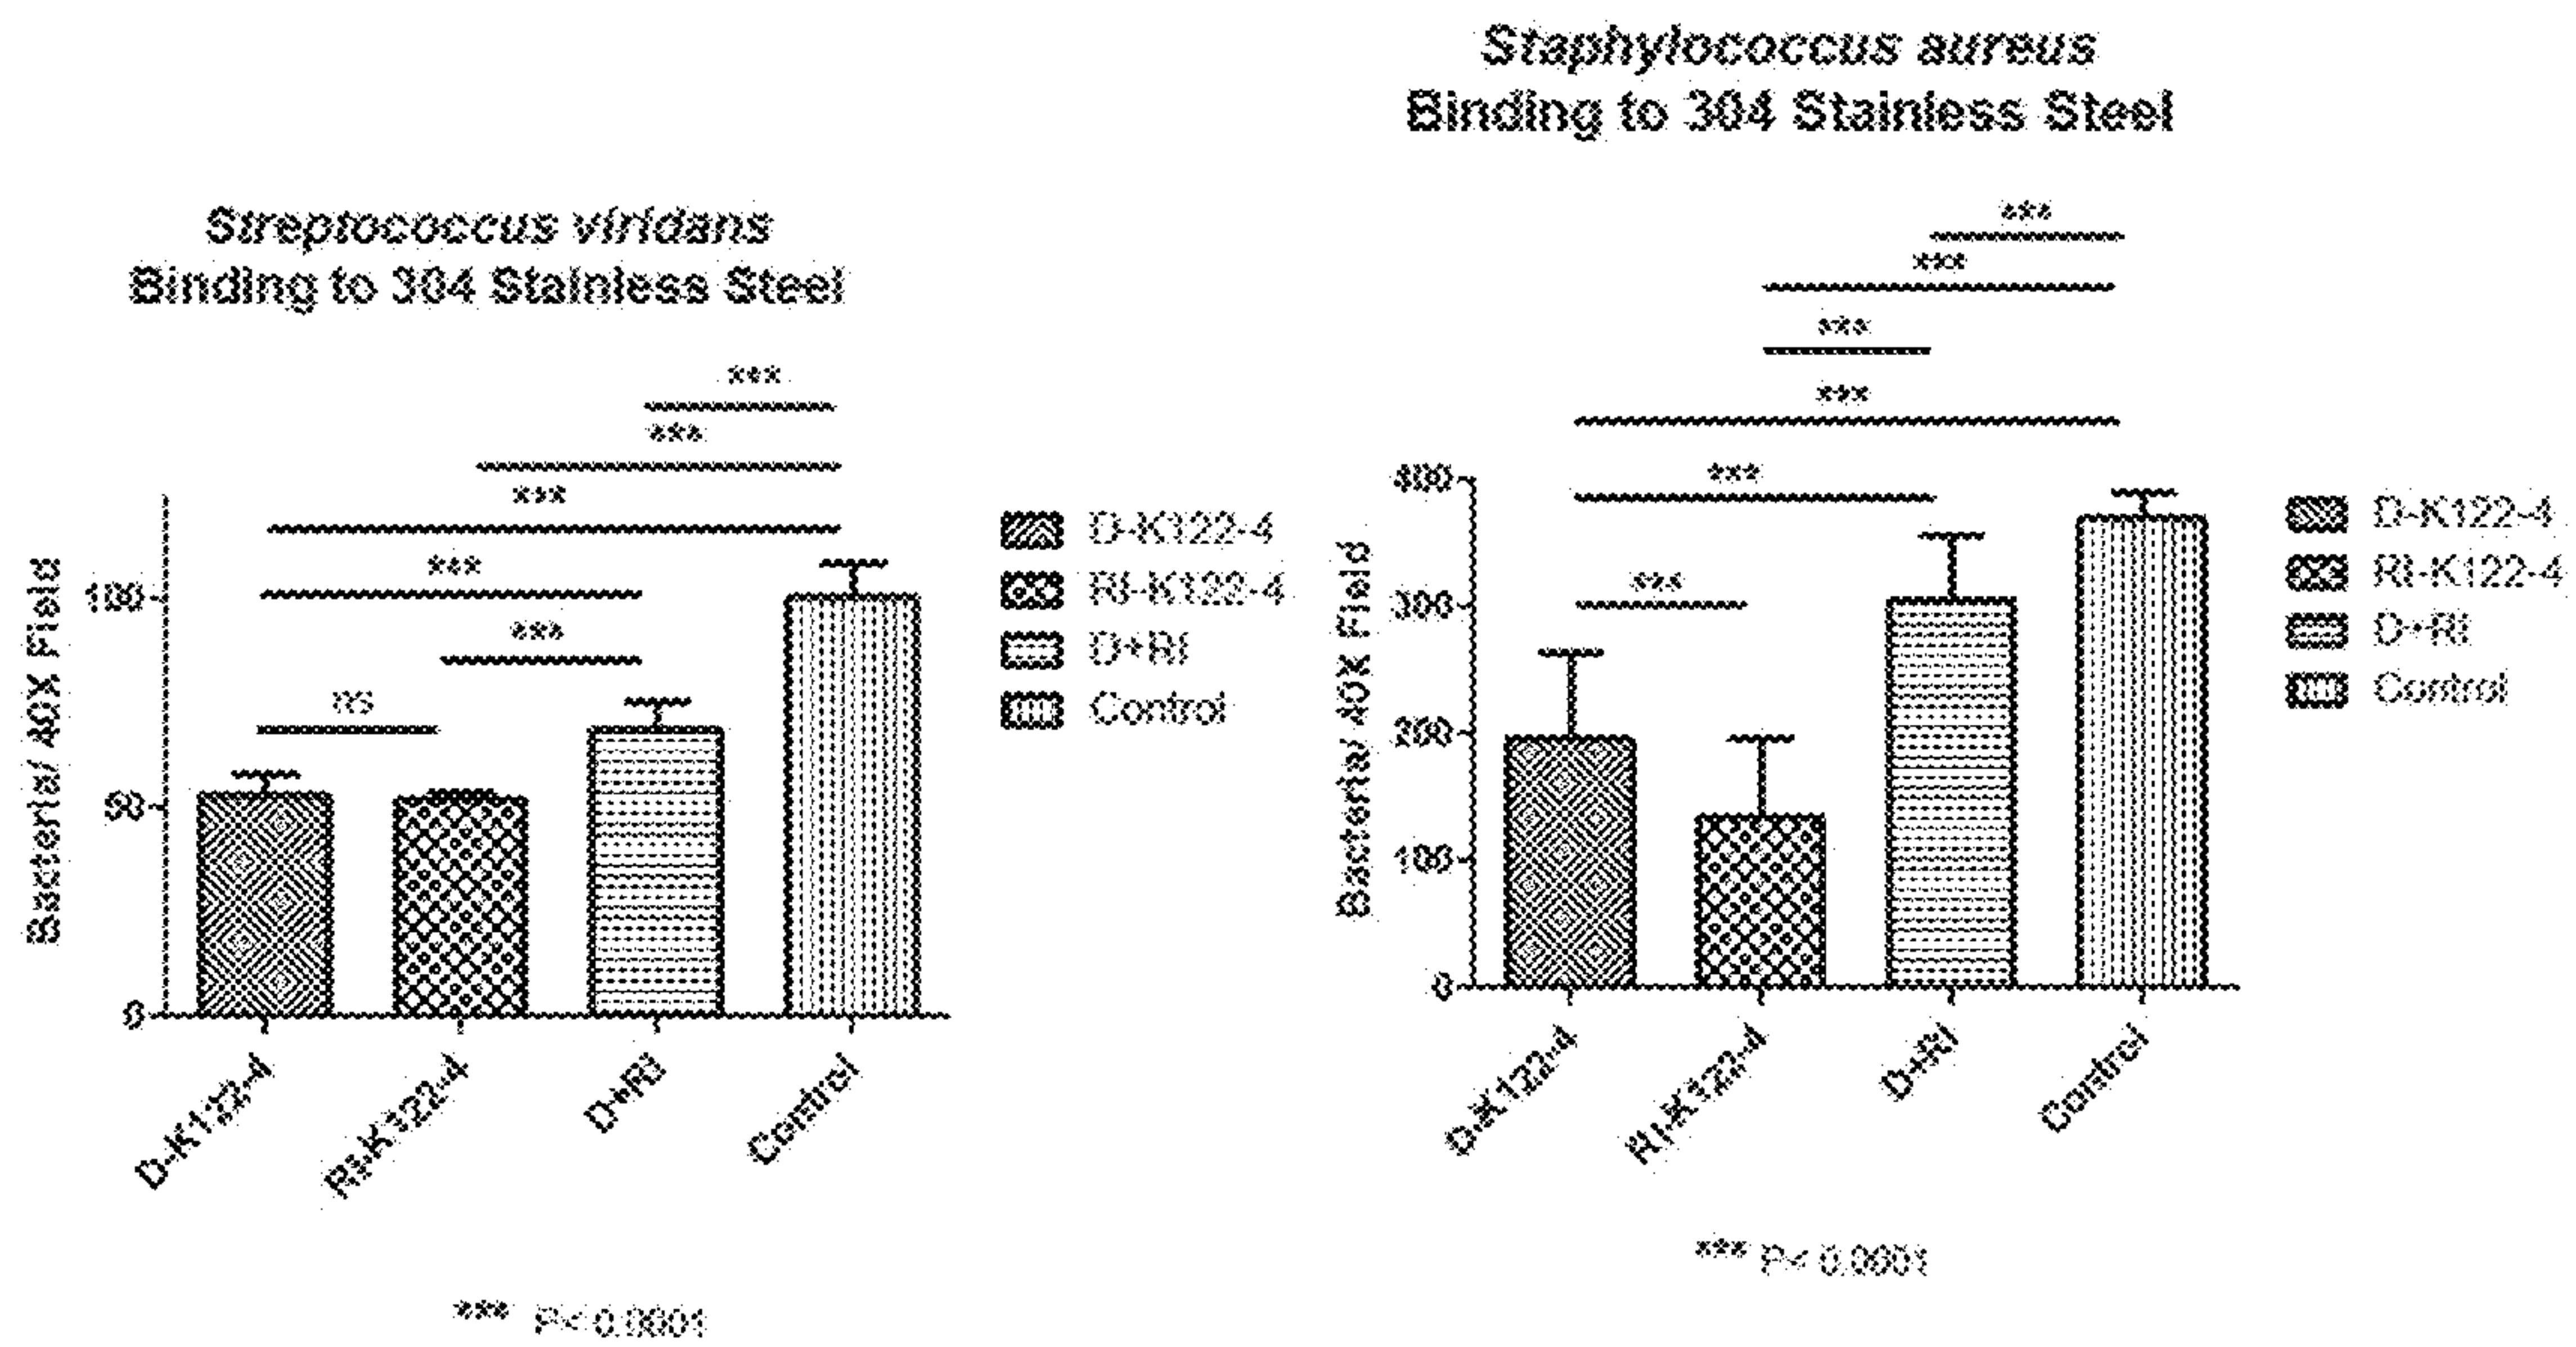 Streptococcus viridans
Binding to 304 Stainless Steel
***
***
***
***
***
NS
Bacteria/ 40X Field
100
50
0
D-K122-4
RI-K122-4
D+RI
Control
D-K122-4
RI-K122-4
D+RI
Control
*** P< 0.0001
Staphylococcus aureus
Binding to 304 Stainless Steel
***
***
***
***
***
***
Bacteria/ 40X Field
400
300
200
100
0
D-K122-4
RI-K122-4
D+RI
Control
D-K122-4
RI-K122-4
D+RI
Control
*** P< 0.0001